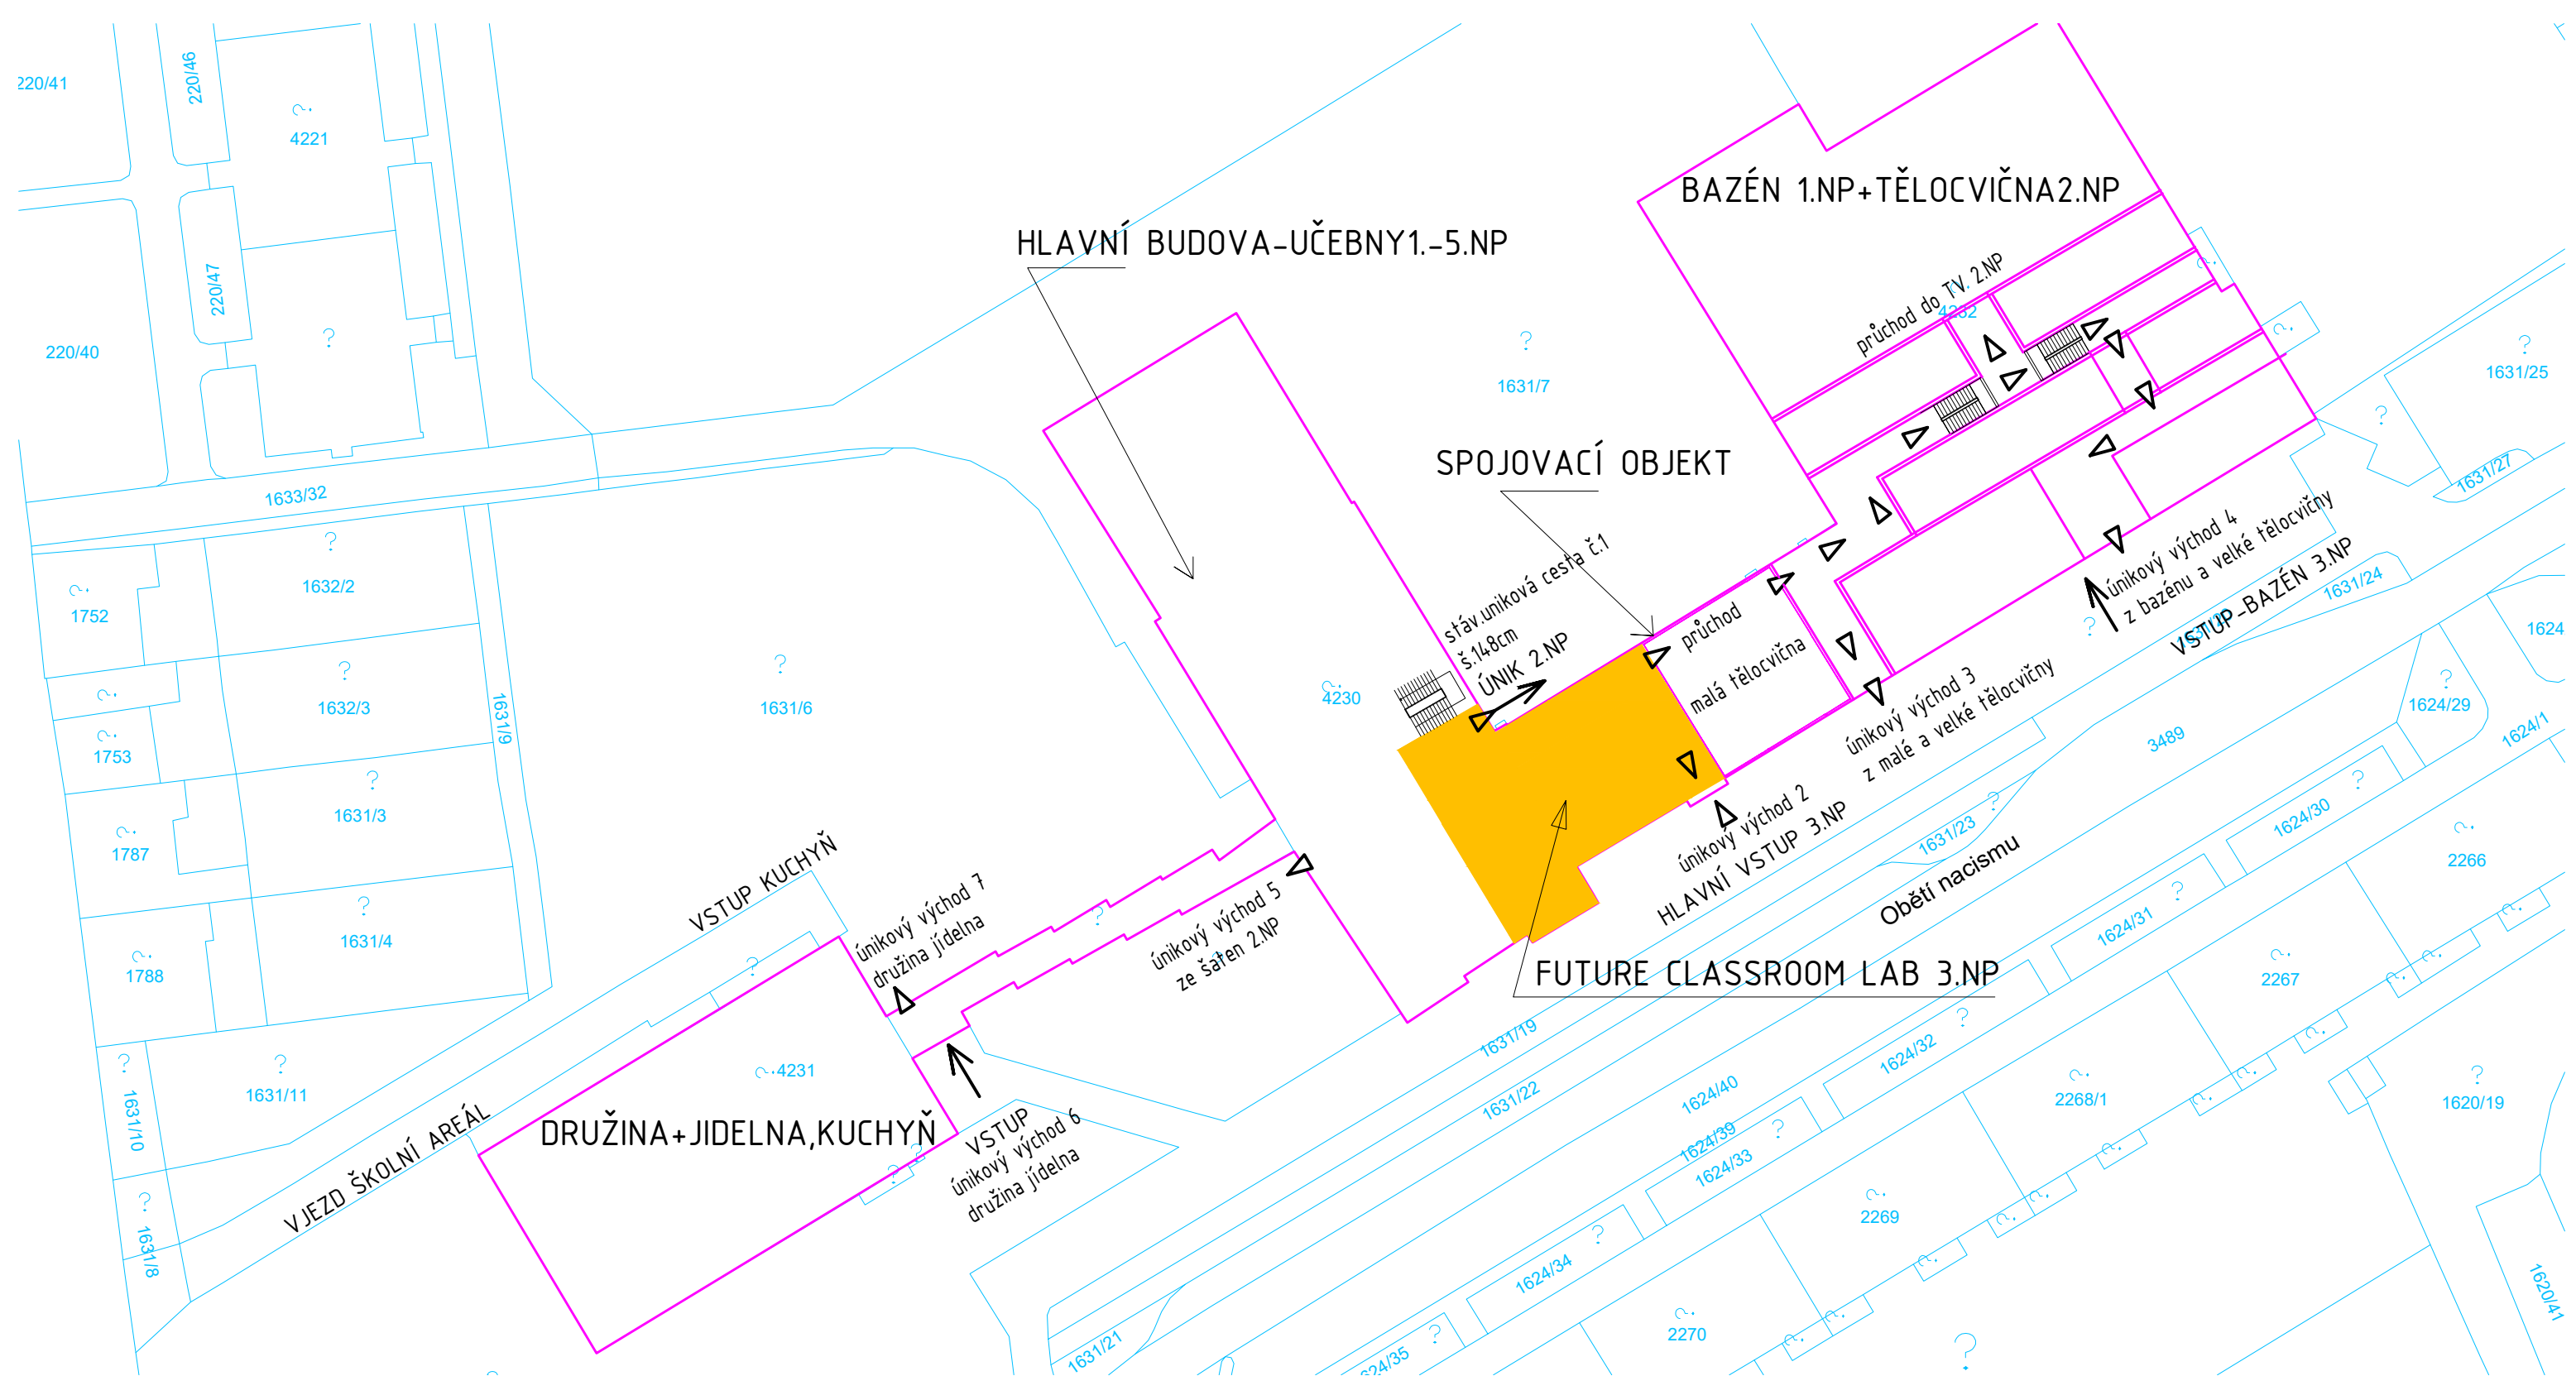 220/41
220/46
4221
220/47
220/40
1633/32
HLAVNÍ BUDOVA-UČEBNY1.-5.NP
BAZÉN 1.NP+TĚLOCVIČNA2.NP
průchod do TV. 2.NP
1631/7
1631/25
SPOJOVACÍ OBJEKT
1631/27
stáv.uniková cesta č.1
š.148cm
ÚNIK 2.NP
průchod
malá tělocvična
únikový východ 4
z bazénu a velké tělocvičny
VSTUP-BAZÉN 3.NP
1631/24
1624
1752
1632/2
1632/3
1631/9
1631/6
4230
1753
1631/3
1787
1631/4
1788
únikový východ 3
z malé a velké tělocvičny
1624/29
1624/1
3489
1624/30
2266
únikový východ 2
HLAVNÍ VSTUP 3.NP
1631/23
Obětí nacismu
1624/31
2267
VSTUP KUCHYŇ
únikový východ 7
družina jídelna
únikový východ 5
ze šaten 2.NP
FUTURE CLASSROOM LAB 3.NP
1631/19
1631/22
1624/40
1624/32
1624/39
1624/33
2268/1
1620/19
4231
1631/11
1631/10
1631/8
DRUŽINA+JIDELNA,KUCHYŇ
VJEZD ŠKOLNÍ AREÁL
VSTUP
únikový východ 6
družina jídelna
2269
1624/34
2270
1631/21
624/35
1620/41